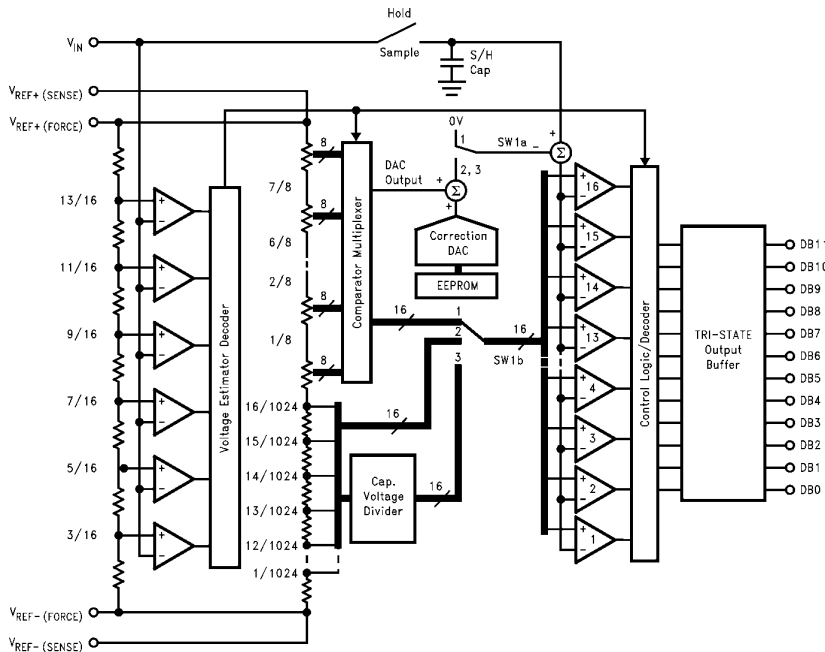 Hold
VIN
Sample
S/H
Cap
VREF+ (SENSE)
VREF+ (FORCE)
0V
1
SW1a
–
+
Σ
8
DAC
Output
2, 3
+
Σ
+
7/8
8
6/8
2/8
8
1/8
8
Comparator Multiplexer
Correction
DAC
EEPROM
13/16
11/16
9/16
7/16
5/16
3/16
+
–
+
–
+
–
+
–
+
–
+
–
Voltage Estimator Decoder
16
1
2
3
16
SW1b
16/1024
15/1024
14/1024
13/1024
12/1024
1/1024
16
Cap.
Voltage
Divider
16
+
–
16
+
–
15
+
–
14
+
–
13
+
–
4
+
–
3
+
–
2
+
–
1
Control Logic/Decoder
TRI-STATE
Output
Buffer
DB11
DB10
DB9
DB8
DB7
DB6
DB5
DB4
DB3
DB2
DB1
DB0
VREF– (FORCE)
VREF– (SENSE)